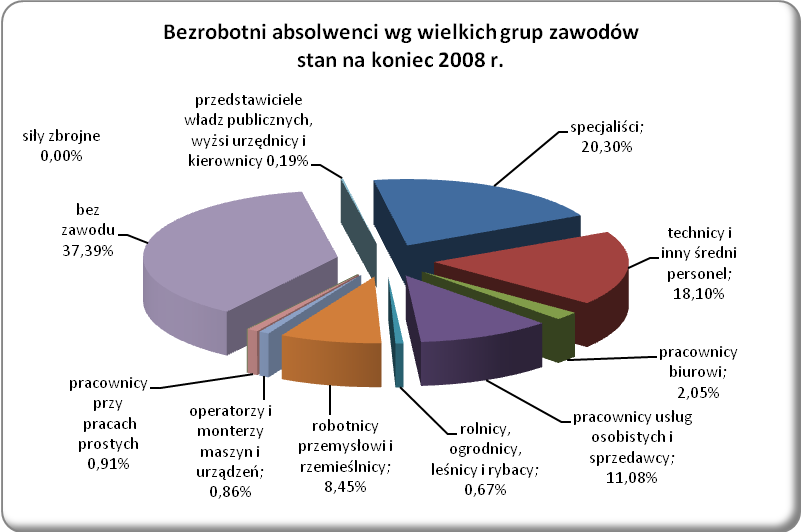 Bezrobotni absolwenci wg wielkich grup zawodów
stan na koniec 2008 r.
siły zbrojne
0,00%
przedstawiciele
władz publicznych,
wyżsi urzędnicy i
kierownicy 0,19%
specjaliści;
20,30%
bez
zawodu
37,39%
technicy i
inny średni
personel;
18,10%
pracownicy
biurowi;
2,05%
pracownicy usług
osobistych i
sprzedawcy;
11,08%
rolnicy,
ogrodnicy,
leśnicy i rybacy;
0,67%
robotnicy
przemysłowi i
rzemieślnicy;
8,45%
operatorzy i
monterzy
maszyn i
urządzeń;
0,86%
pracownicy
przy
pracach
prostych
0,91%